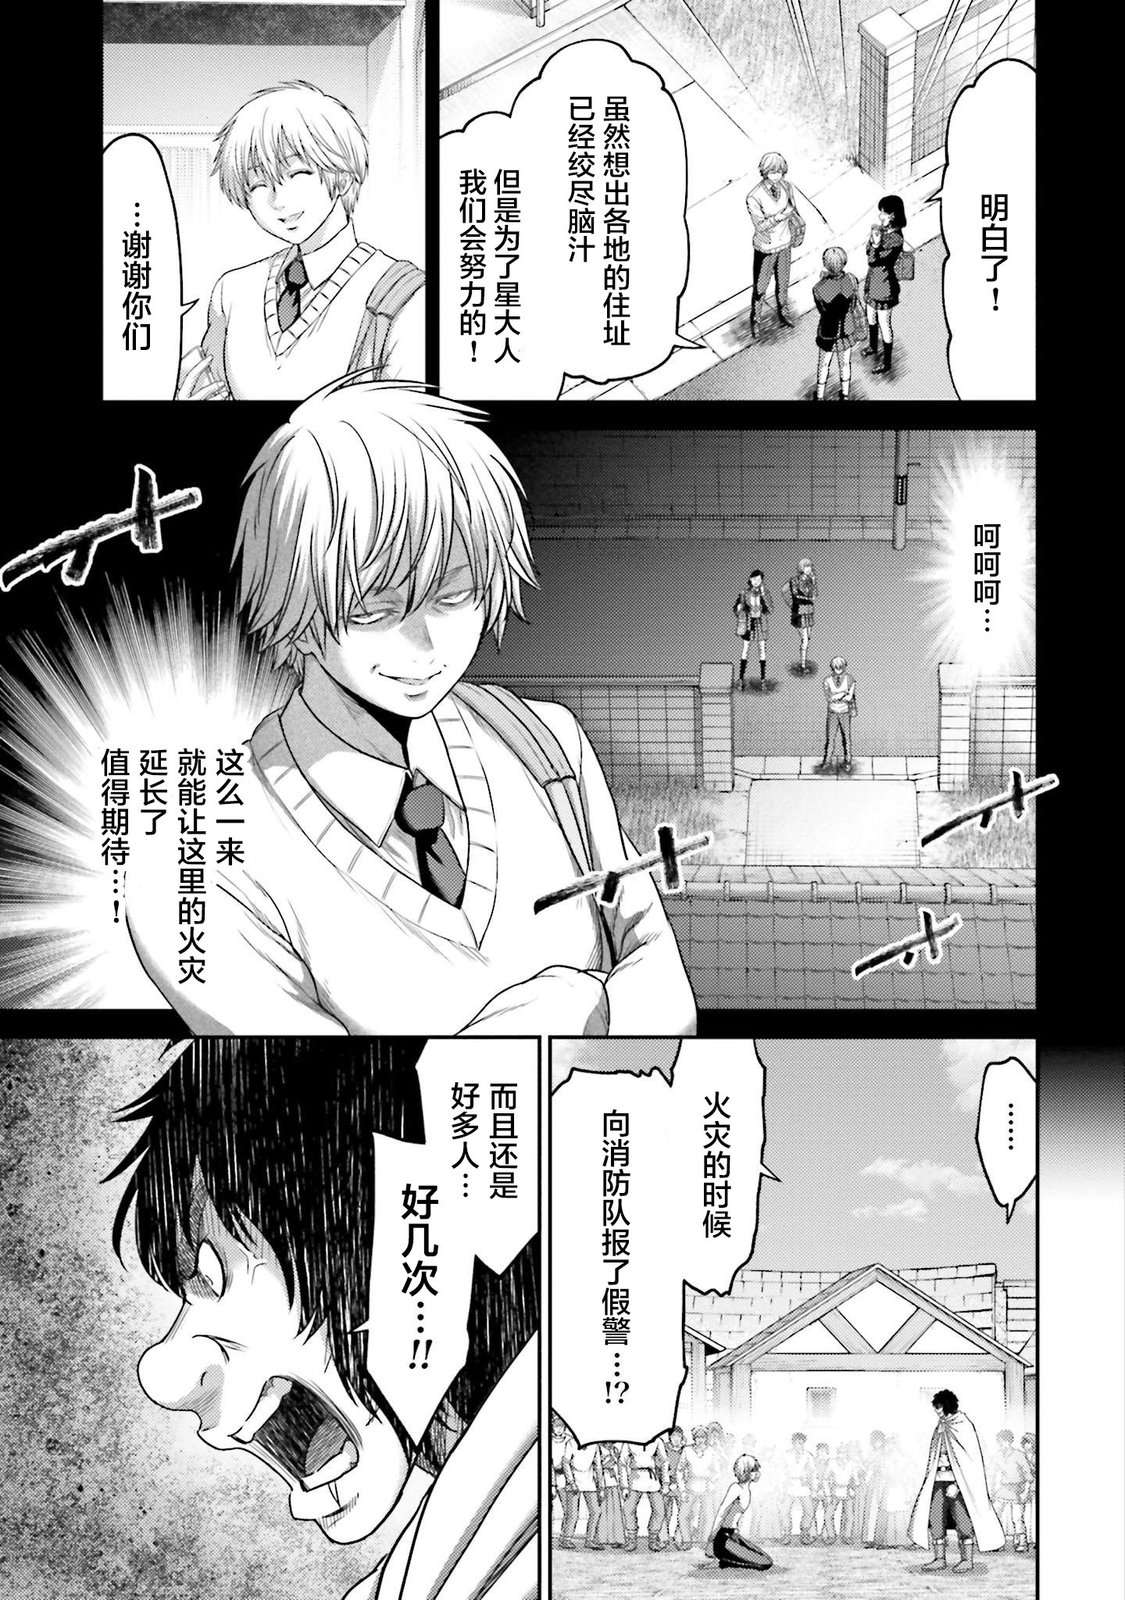 明白了！
虽然想出各地的住址
已经绞尽脑汁
但是为了星大人
我们会努力的！
…谢谢你们
呵呵呵…
这么一来
就能让这里的火灾
延长了
值得期待…！
……
火灾的时候
向消防队报了假警…!?
而且还是
好多人…
好几次…!!